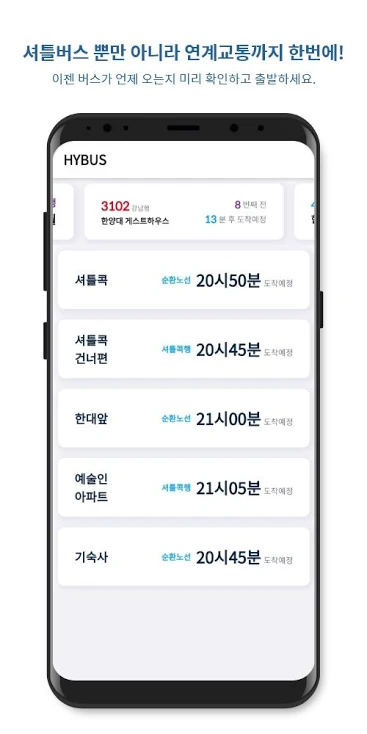 셔틀버스 뿐만 아니라 연계교통까지 한번에!
이젠 버스가 언제 오는지 미리 확인하고 출발하세요.
HYBUS
3102 강남행
8 번째 전
한양대 게스트하우스
13 분 후 도착예정
셔틀콕
순환노선 20시50분 도착예정
셔틀콕
건너편
셔틀콕행 20시45분 도착예정
한대앞
순환노선 21시00분 도착예정
예술인
아파트
셔틀콕행 21시05분 도착예정
기숙사
순환노선 20시45분 도착예정